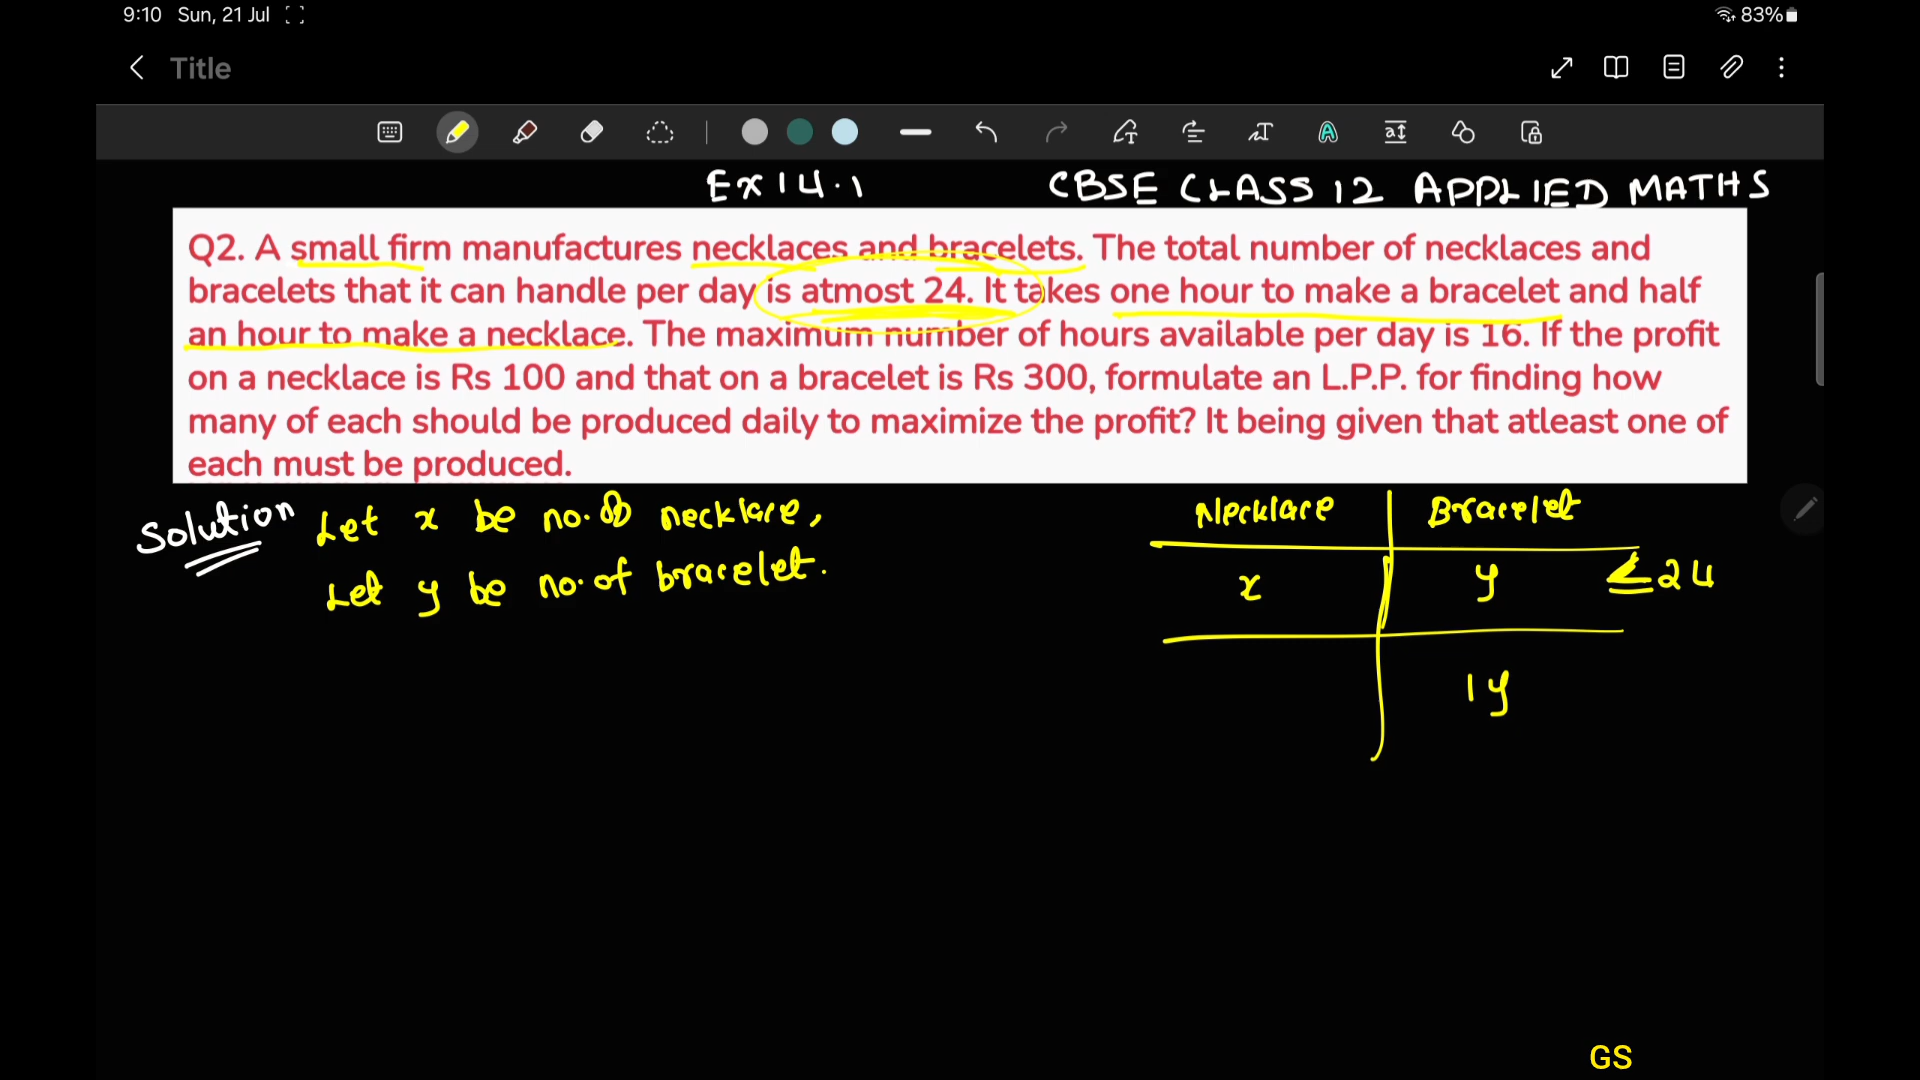 9:10 Sun, 21 Jul 83%
Title
Ex 14.1 CBSE CLASS 12 APPLIED MATHS
Q2. A small firm manufactures necklaces and bracelets. The total number of necklaces and
bracelets that it can handle per day is atmost 24. It takes one hour to make a bracelet and half
an hour to make a necklace. The maximum number of hours available per day is 16. If the profit
on a necklace is Rs 100 and that on a bracelet is Rs 300, formulate an L.P.P. for finding how
many of each should be produced daily to maximize the profit? It being given that atleast one of
each must be produced.
Solution Let x be no. of necklace,
Let y be no. of bracelet.
Necklace Bracelet
x y ≤ 24
1y
GS